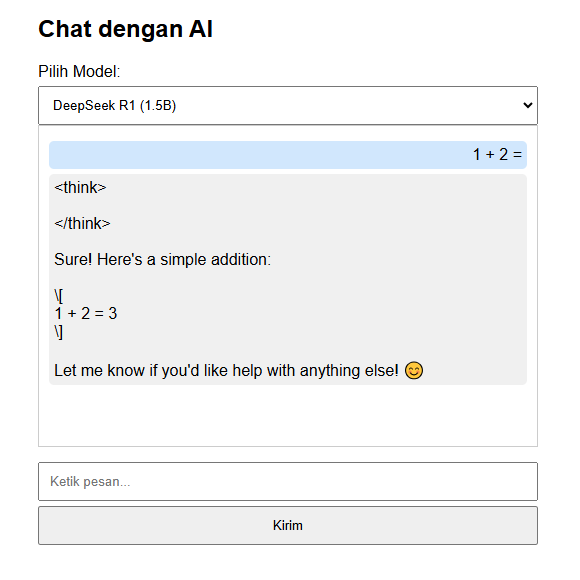 Chat dengan AI
Pilih Model:
DeepSeek R1 (1.5B)
1 + 2 =
<think>
</think>
Sure! Here's a simple addition:
\[
1 + 2 = 3
\]
Let me know if you'd like help with anything else! 😊
Ketik pesan...
Kirim